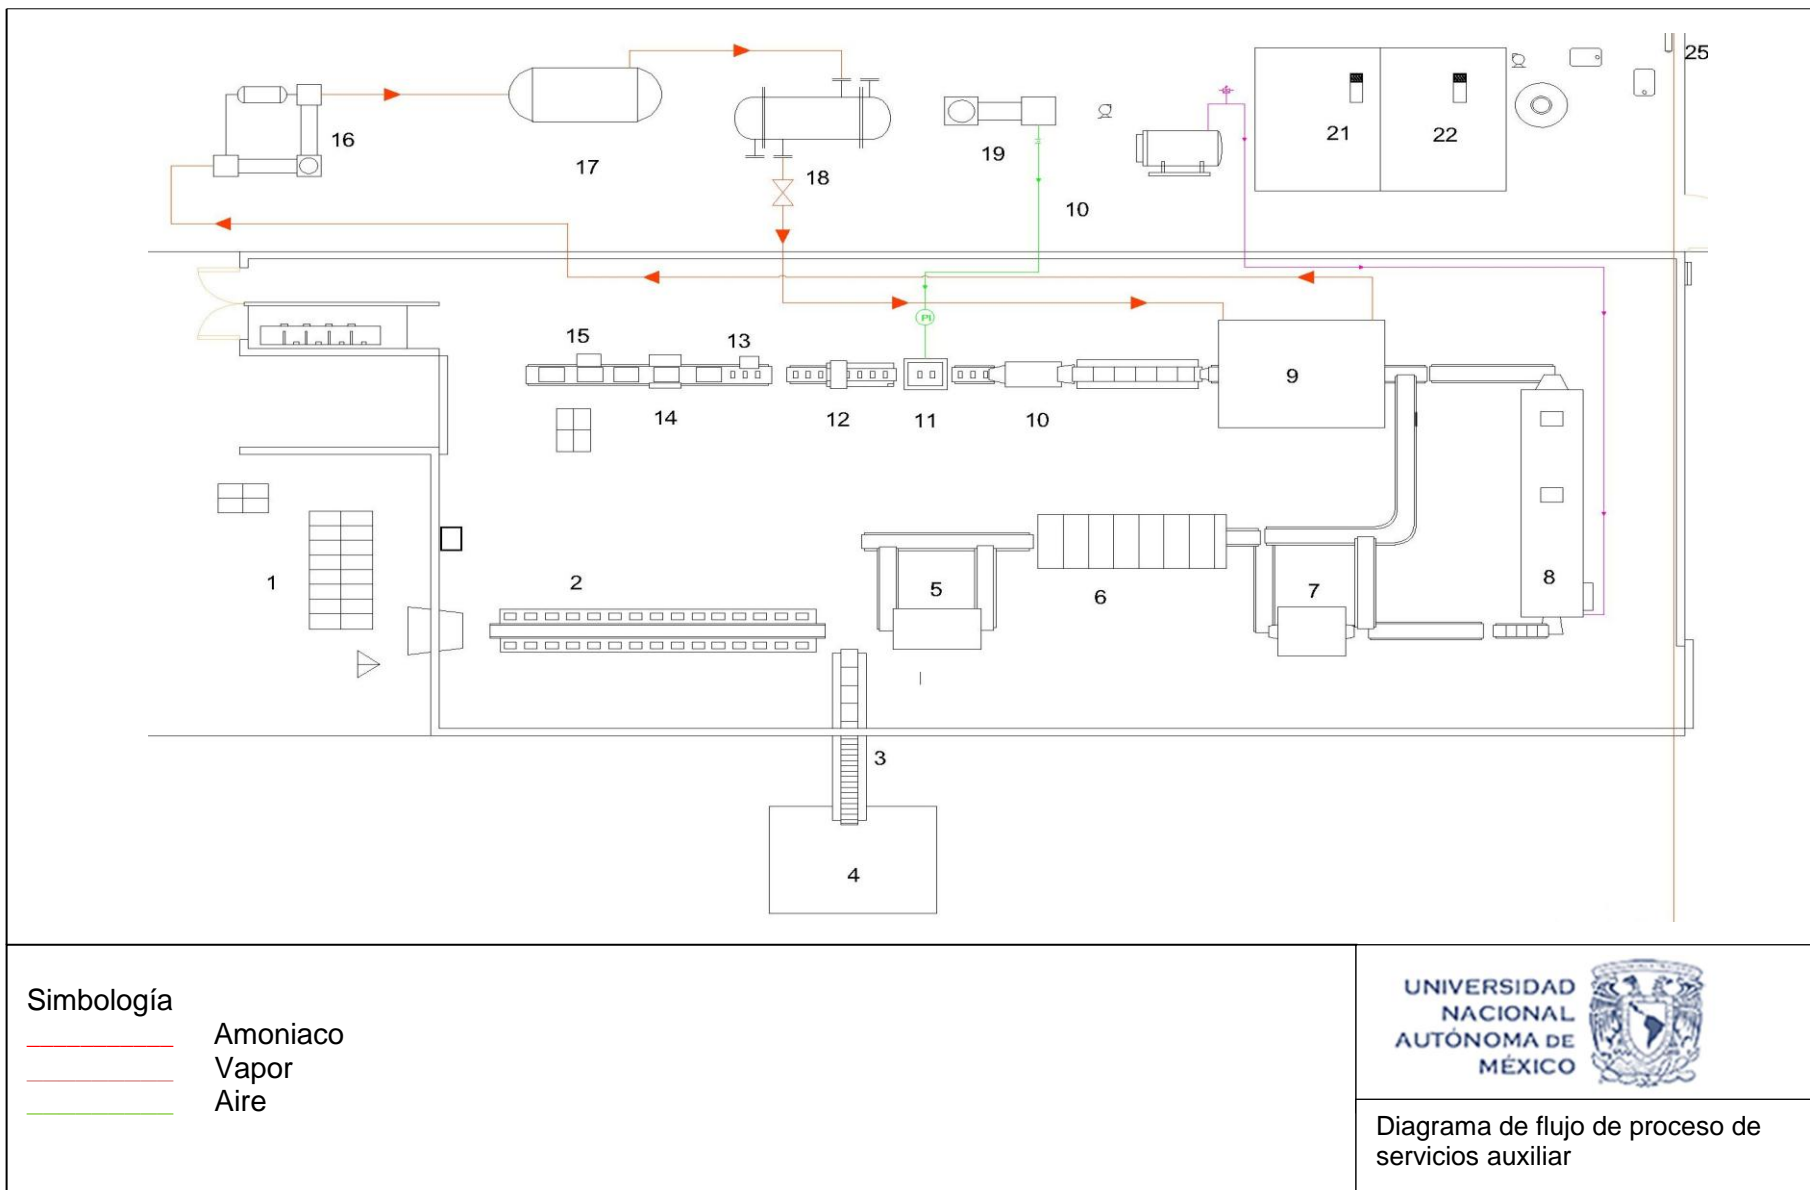 25
16
17
18
19
10
21
22
15
13
14
12
PI
11
10
9
1
2
5
6
7
8
3
4
Simbología
Amoniaco
Vapor
Aire
UNIVERSIDAD
NACIONAL
AUTÓNOMA DE
MÉXICO
Diagrama de flujo de proceso de
servicios auxiliar